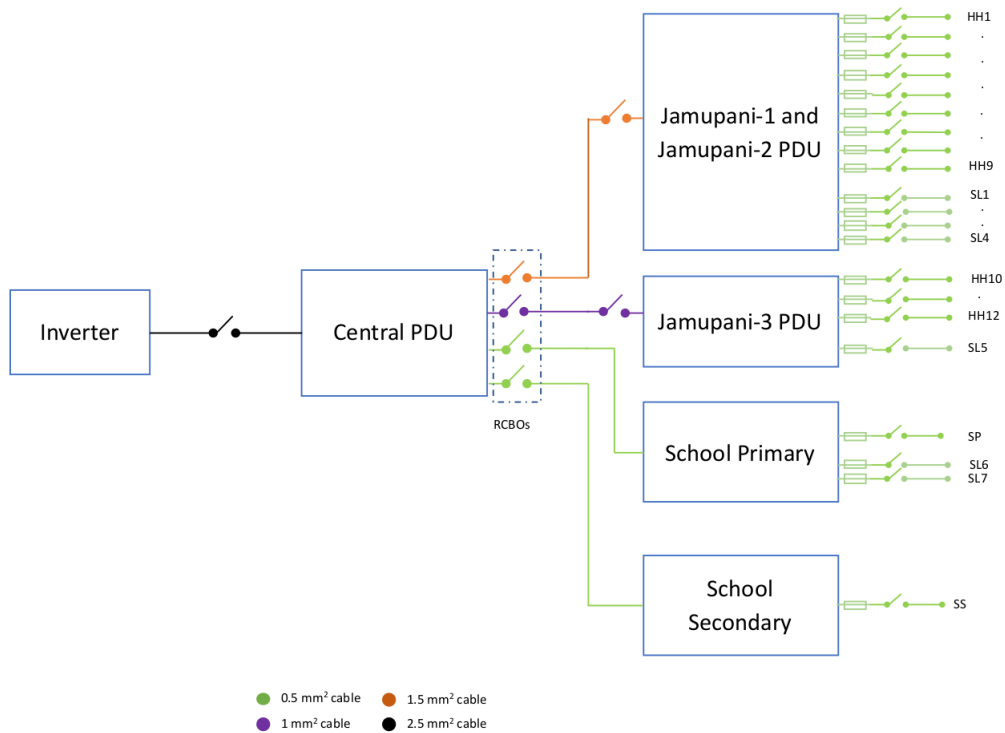 HH1
.
.
.
.
.
HH9
SL1
.
.
SL4
Jamupani-1 and
Jamupani-2 PDU
HH10
.
HH12
SL5
Jamupani-3 PDU
Inverter
Central PDU
RCBOs
School Primary
SP
SL6
SL7
School
Secondary
SS
0.5 mm² cable
1.5 mm² cable
1 mm² cable
2.5 mm² cable